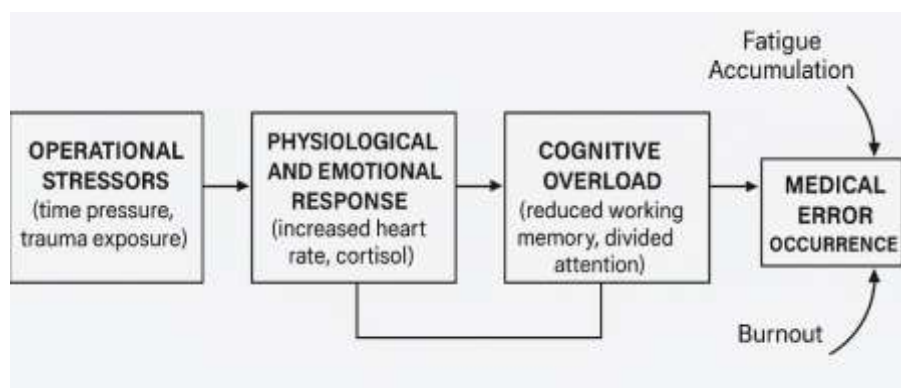 Fatigue
Accumulation
OPERATIONAL
STRESSORS
(time pressure,
trauma exposure)
PHYSIOLOGICAL
AND EMOTIONAL
RESPONSE
(increased heart
rate, cortisol)
COGNITIVE
OVERLOAD
(reduced working
memory, divided
attention)
MEDICAL
ERROR
OCCURRENCE
Burnout